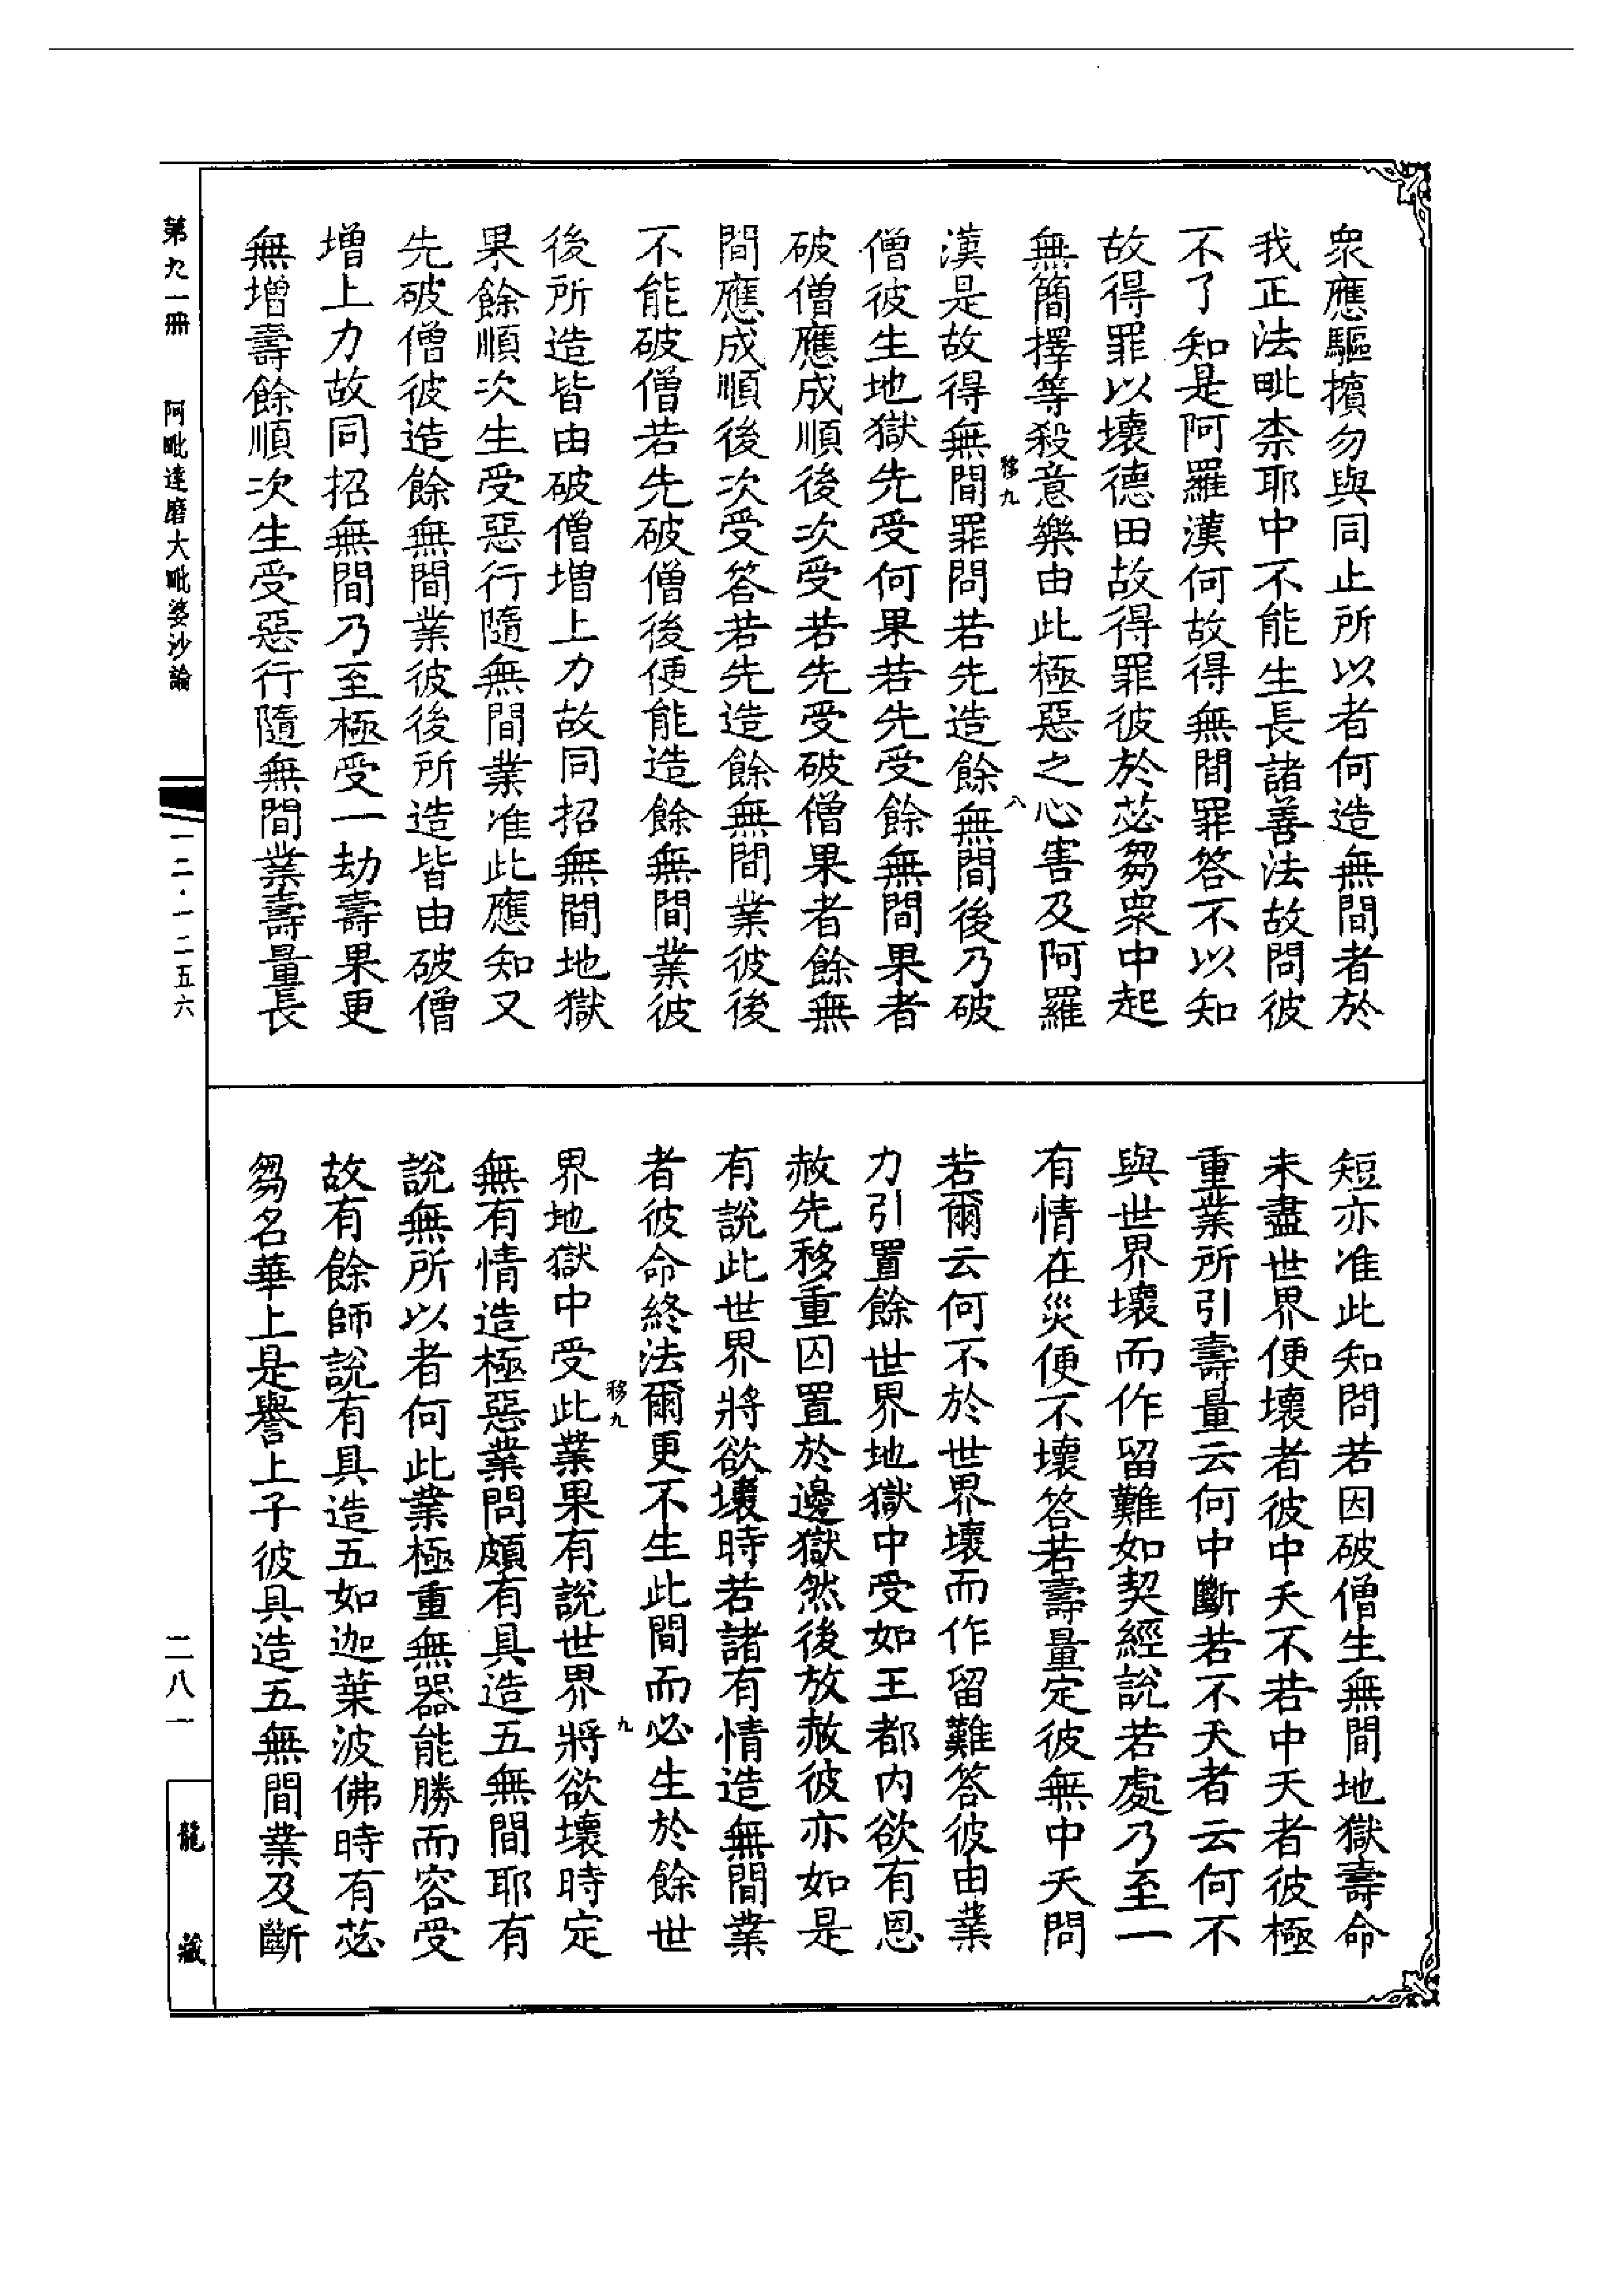 衆應驅擯勿與同止所以者何造無間者於
我正法毗柰耶中不能生長諸善法故問彼
不了知是阿羅漢何故得無間罪答不以知
故得罪以壞德田故得罪彼於苾芻衆中起
無簡擇等殺意樂由此極惡之心害及阿羅
移九
八
漢是故得無間罪問若先造餘無間後乃破
僧彼生地獄先受何果若先受餘無間果者
破僧應成順後次受若先受破僧果者餘無
間應成順後次受答若先造餘無間業彼後
不能破僧若先破僧後便能造餘無間業彼
後所造皆由破僧增上力故同招無間地獄
果餘順次生受惡行隨無間業准此應知又
先破僧彼造餘無間業彼後所造皆由破僧
增上力故同招無間乃至極受一劫壽果更
無增壽餘順次生受惡行隨無間業壽量長
短亦准此知問若因破僧生無間地獄壽命
未盡世界便壞者彼中夭不若中夭者彼極
重業所引壽量云何中斷若不夭者云何不
與世界壞而作留難如契經說若處乃至一
有情在災便不壞答若壽量定彼無中夭問
若爾云何不於世界壞而作留難答彼由業
力引置餘世界地獄中受如王都內欲有恩
赦先移重囚置於邊獄然後放赦彼亦如是
有說此世界將欲壞時若諸有情造無間業
者彼命終法爾更不生此間而必生於餘世
移九
九
界地獄中受此業果有說世界將欲壞時定
無有情造極惡業問頗有具造五無間耶有
說無所以者何此業極重無器能勝而容受
故有餘師說有具造五如迦葉波佛時有苾
芻名華上是譽上子彼具造五無間業及斷
第九一冊
阿毗達磨大毗婆沙論
一二·一二五六
二八一
龍藏